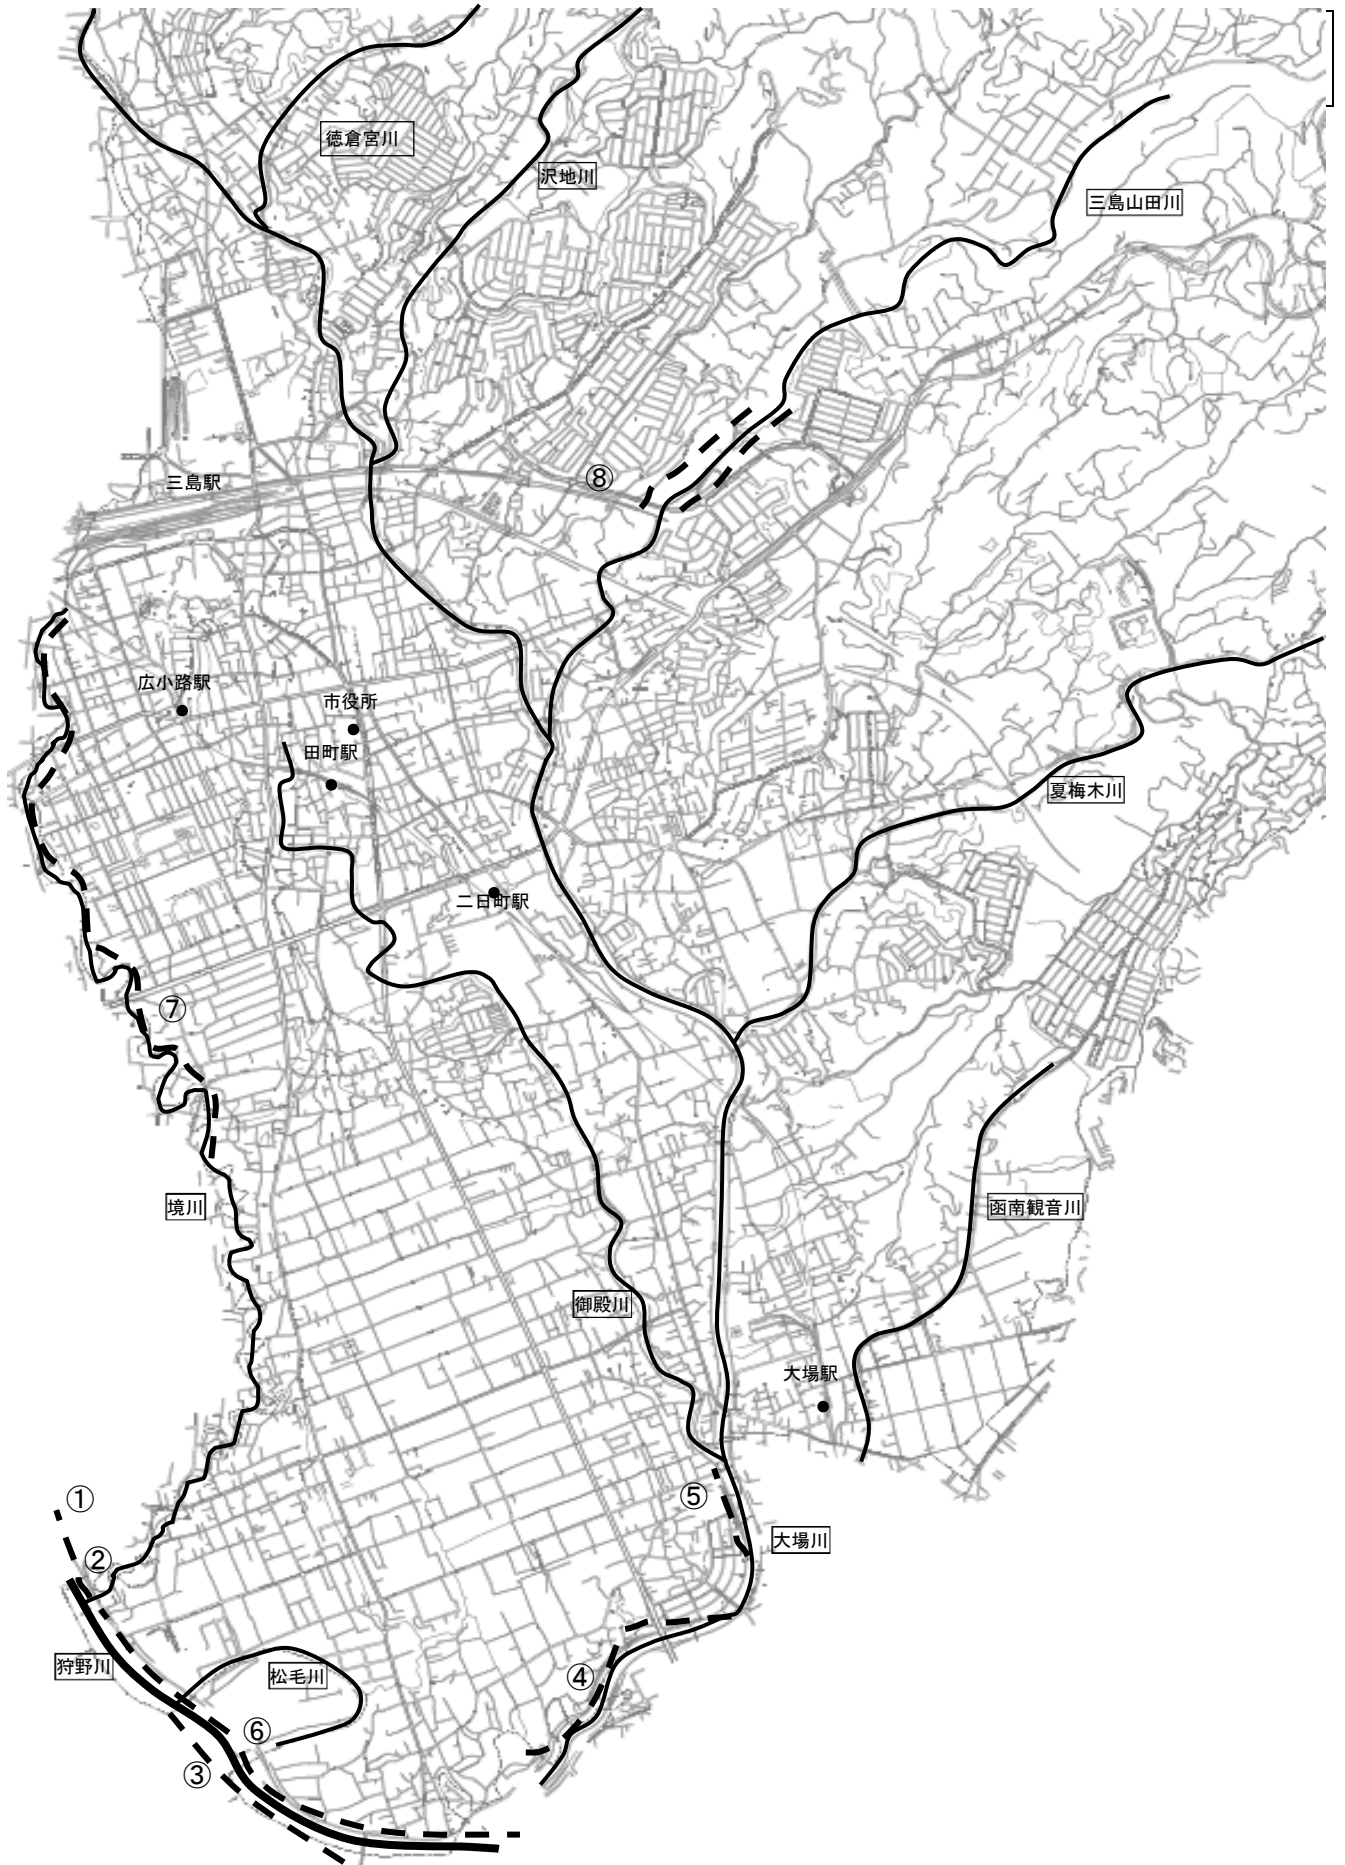 徳倉宮川
沢地川
三島山田川
⑧
三島駅
広小路駅
市役所
田町駅
夏梅木川
二日町駅
⑦
境川
函南観音川
御殿川
大場駅
①
⑤
大場川
②
狩野川
松毛川
④
⑥
③